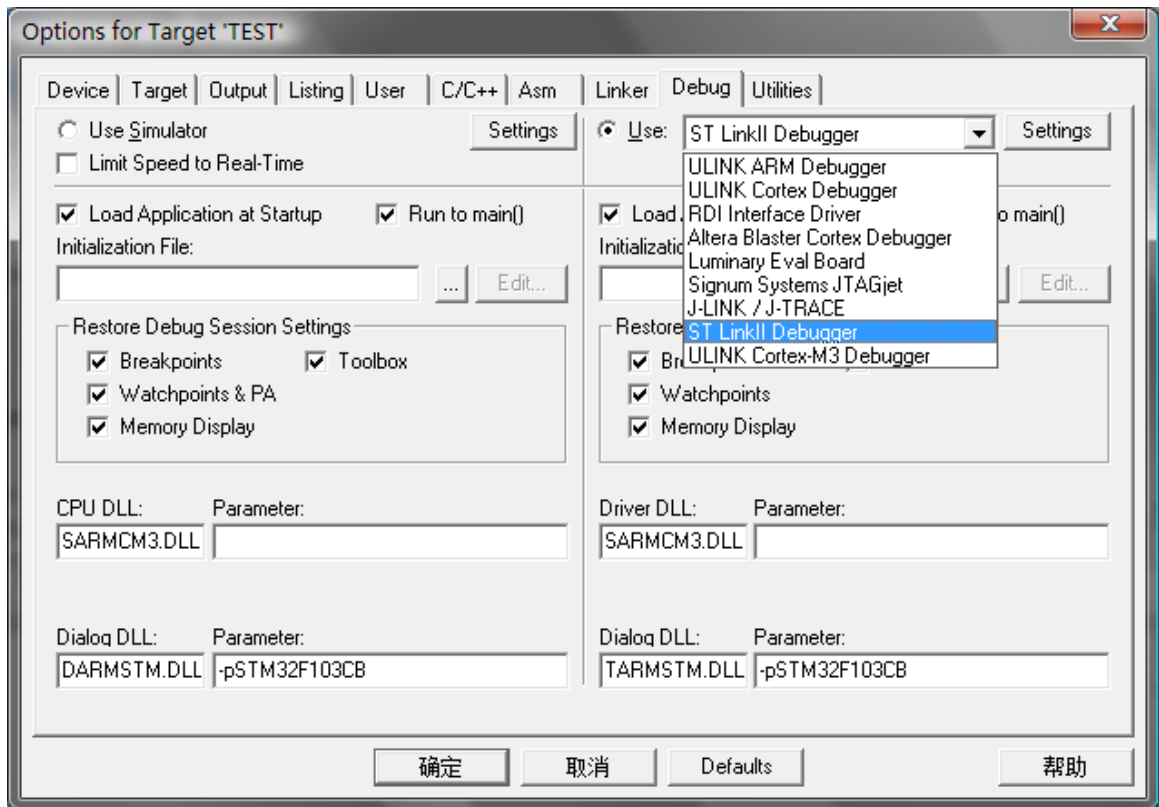 Options for Target 'TEST'
Device Target Output Listing User C/C++ Asm Linker Debug Utilities
Use Simulator Settings Use: ST LinkII Debugger Settings
Limit Speed to Real-Time
ULINK ARM Debugger
ULINK Cortex Debugger
RDI Interface Driver
Altera Blaster Cortex Debugger
Luminary Eval Board
Signum Systems JTAGjet
J-LINK / J-TRACE
ST LinkII Debugger
ULINK Cortex-M3 Debugger
Load Application at Startup Run to main() Load main()
Initialization File:
... Edit... Edit...
Restore Debug Session Settings
Breakpoints Toolbox
Watchpoints & PA Watchpoints
Memory Display Memory Display
CPU DLL: Parameter: Driver DLL: Parameter:
SARMCM3.DLL SARMCM3.DLL
Dialog DLL: Parameter: Dialog DLL: Parameter:
DARMSTM.DLL -pSTM32F103CB TARMSTM.DLL -pSTM32F103CB
确定 取消 Defaults 帮助